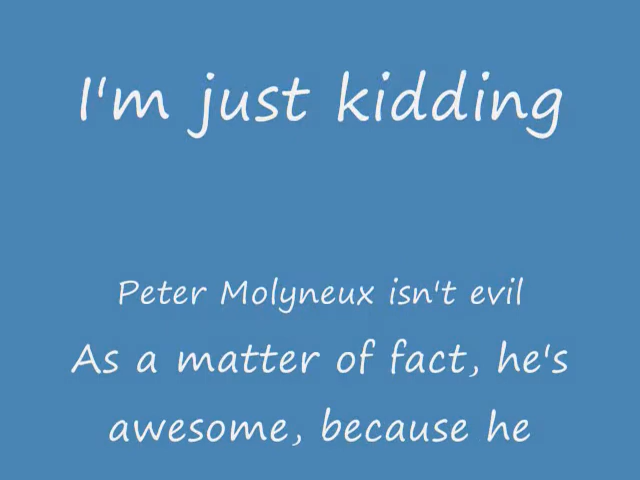 I'm just kidding
Peter Molyneux isn't evil
As a matter of fact, he's
awesome, because he